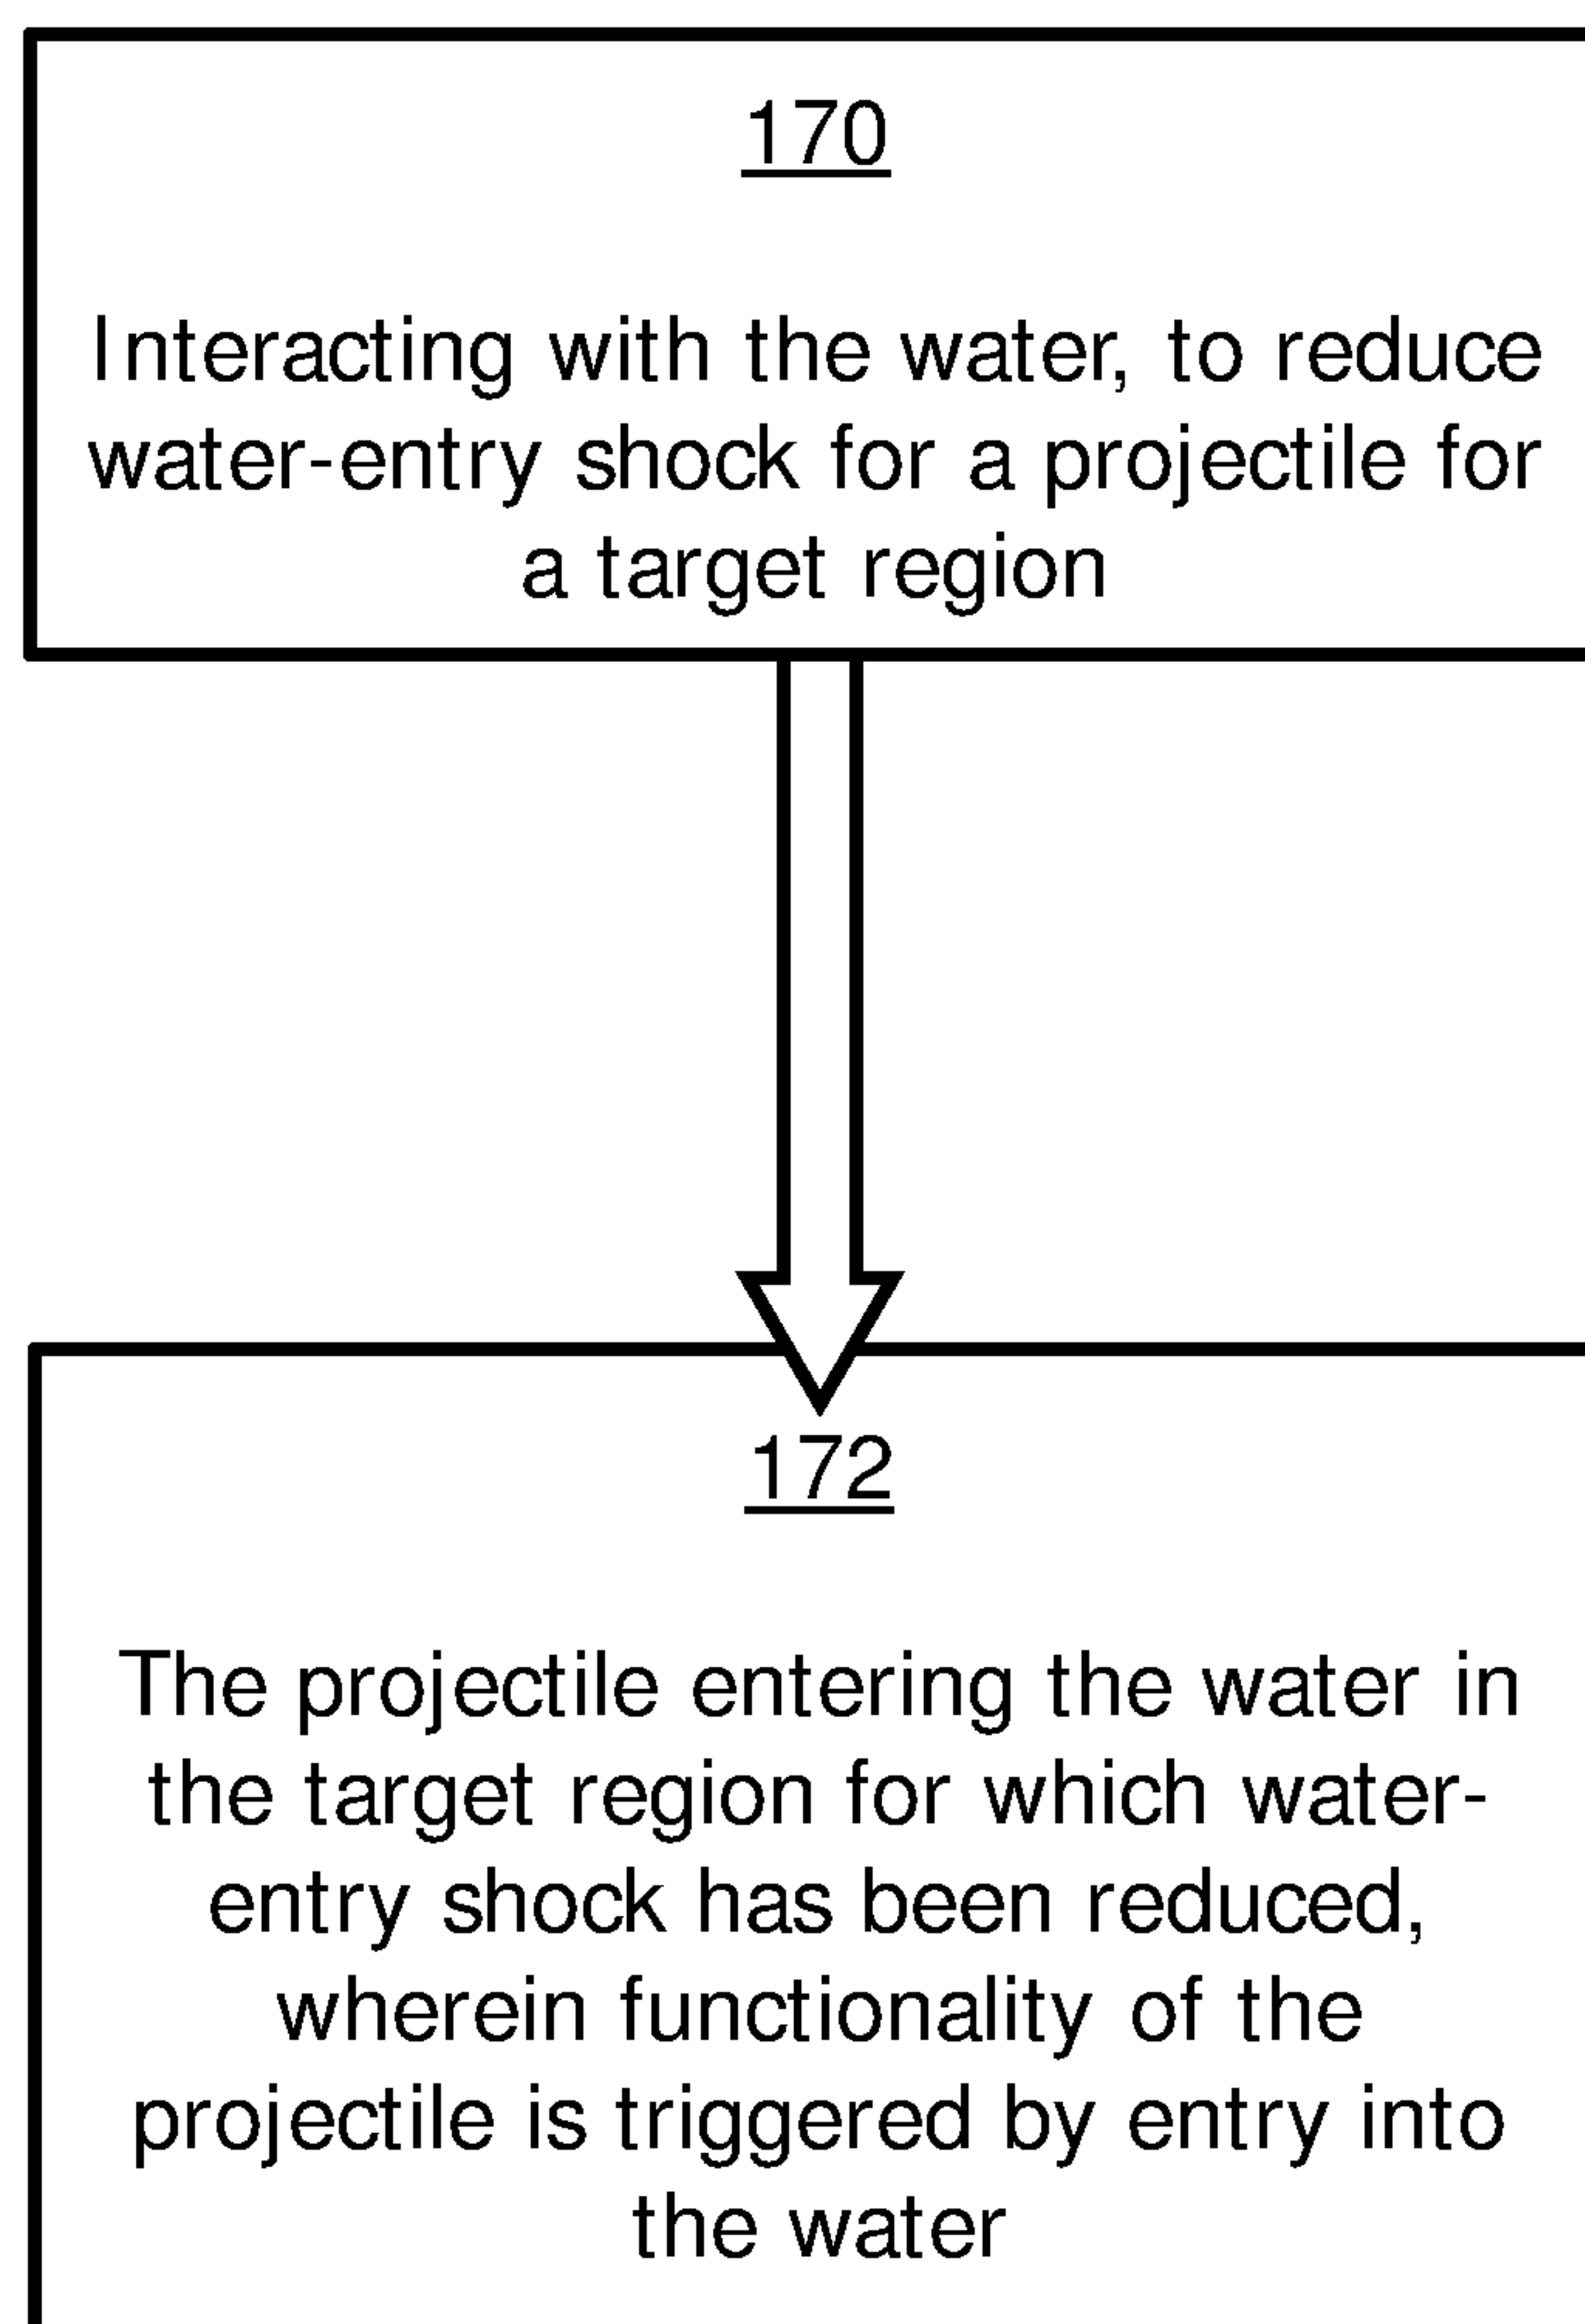 170
Interacting with the water, to reduce
water-entry shock for a projectile for
a target region
172
The projectile entering the water in
the target region for which water-
entry shock has been reduced,
wherein functionality of the
projectile is triggered by entry into
the water